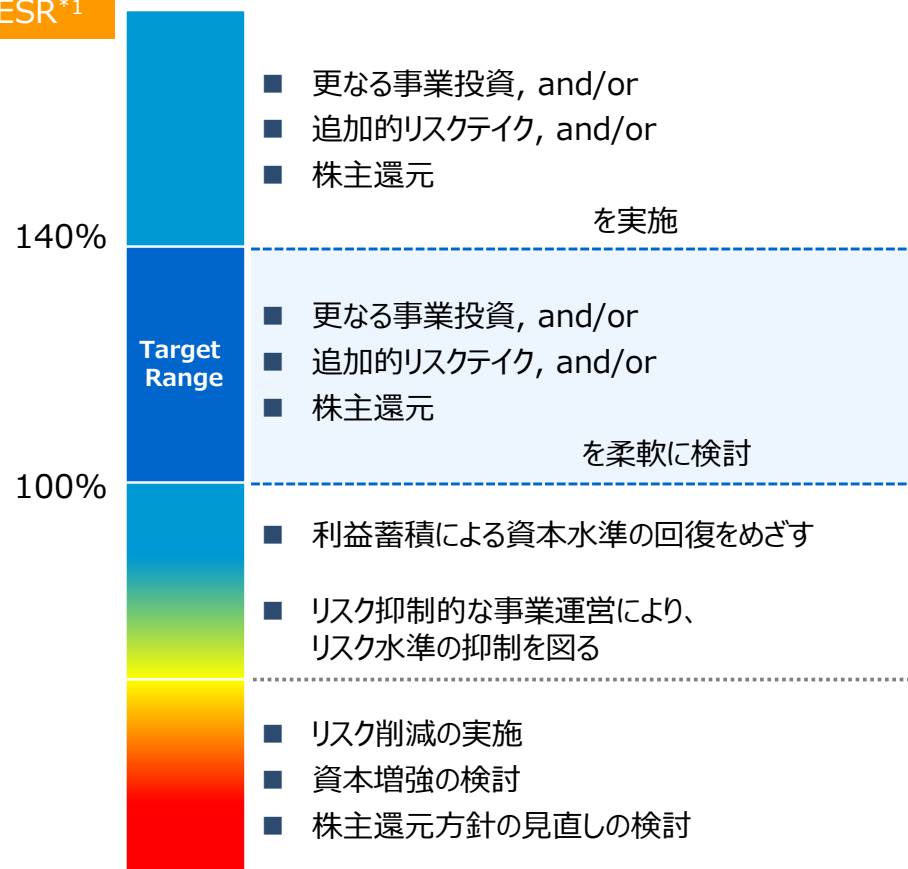 ESR*1
■ 更なる事業投資, and/or
■ 追加的リスクテイク, and/or
■ 株主還元
を実施
140%
■ 更なる事業投資, and/or
■ 追加的リスクテイク, and/or
■ 株主還元
を柔軟に検討
Target
Range
100%
■ 利益蓄積による資本水準の回復をめざす
■ リスク抑制的な事業運営により、
リスク水準の抑制を図る
■ リスク削減の実施
■ 資本増強の検討
■ 株主還元方針の見直しの検討